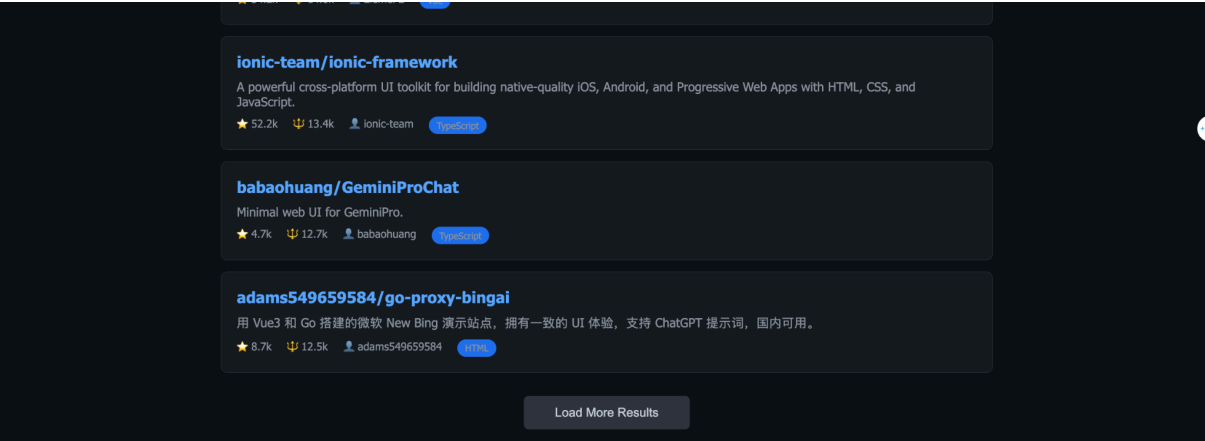 ionic-team/ionic-framework
A powerful cross-platform UI toolkit for building native-quality iOS, Android, and Progressive Web Apps with HTML, CSS, and
JavaScript.
52.2k 13.4k ionic-team TypeScript
babaohuang/GeminiProChat
Minimal web UI for GeminiPro.
4.7k 12.7k babaohuang TypeScript
adams549659584/go-proxy-bingai
用 Vue3 和 Go 搭建的微软 New Bing 演示站点，拥有一致的 UI 体验，支持 ChatGPT 提示词，国内可用。
8.7k 12.5k adams549659584 HTML
Load More Results